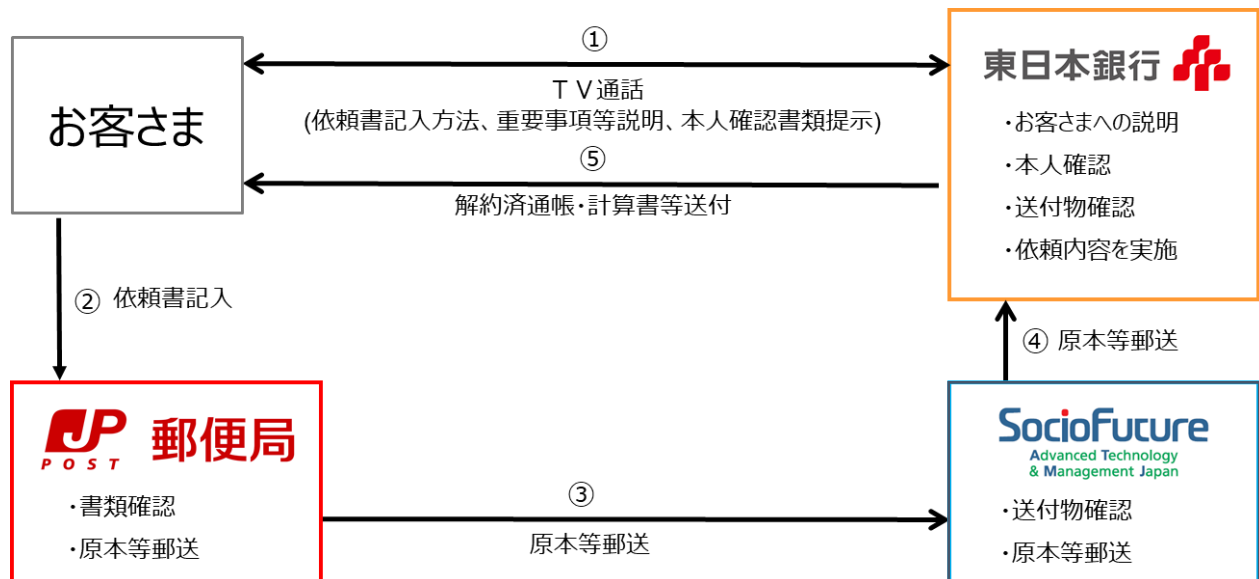 お客さま
①
ＴＶ通話
(依頼書記入方法、重要事項等説明、本人確認書類提示)
⑤
解約済通帳・計算書等送付
東日本銀行
・お客さまへの説明
・本人確認
・送付物確認
・依頼内容を実施
② 依頼書記入
④ 原本等郵送
JP
POST
郵便局
・書類確認
・原本等郵送
③
原本等郵送
SocioFuture
Advanced Technology
& Management Japan
・送付物確認
・原本等郵送